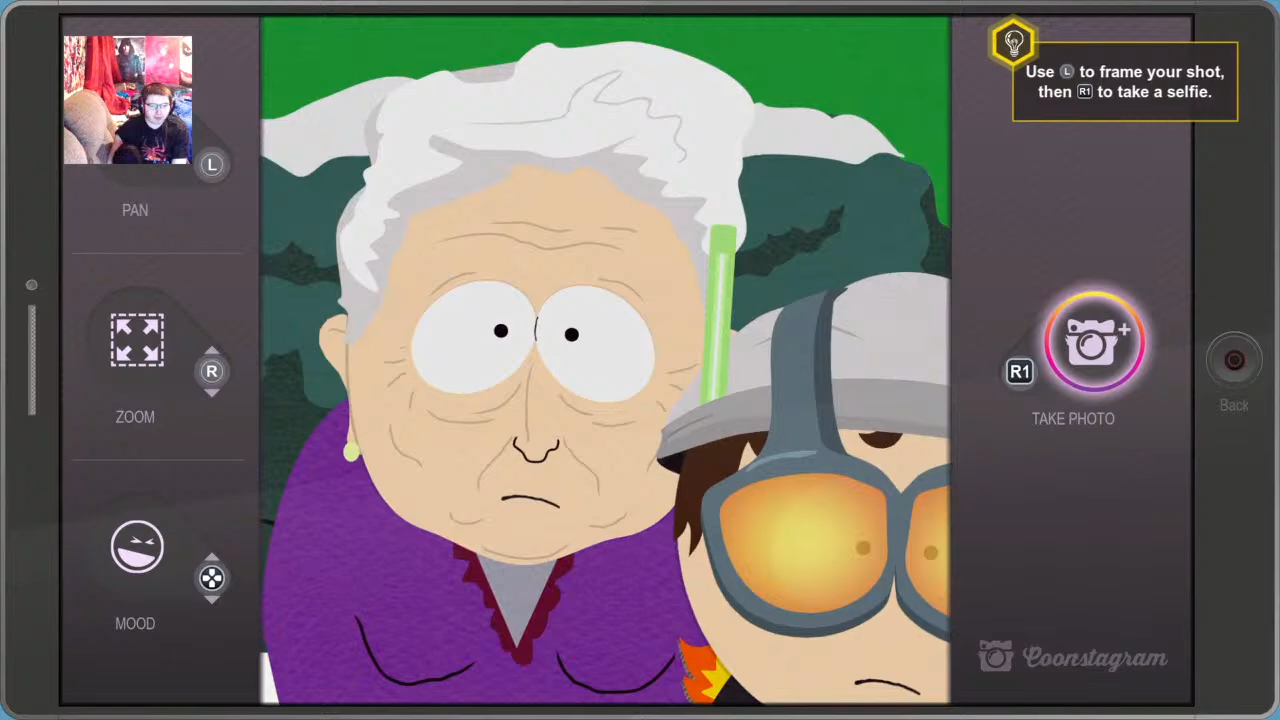 Use L to frame your shot,
then R1 to take a selfie.
L
PAN
R
ZOOM
MOOD
R1
TAKE PHOTO
Back
Coonstagram